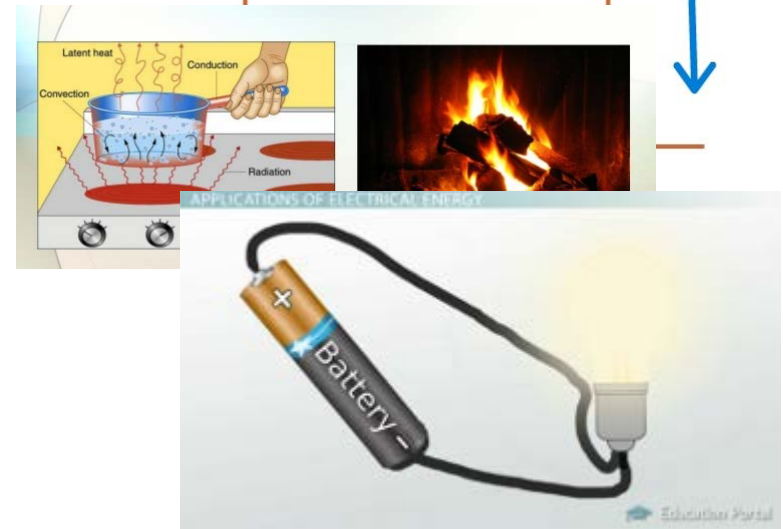 Latent heat
Conduction
Convection
Radiation
APPLICATIONS OF ELECTRICAL ENERGY
+
Battery -
Education Portal